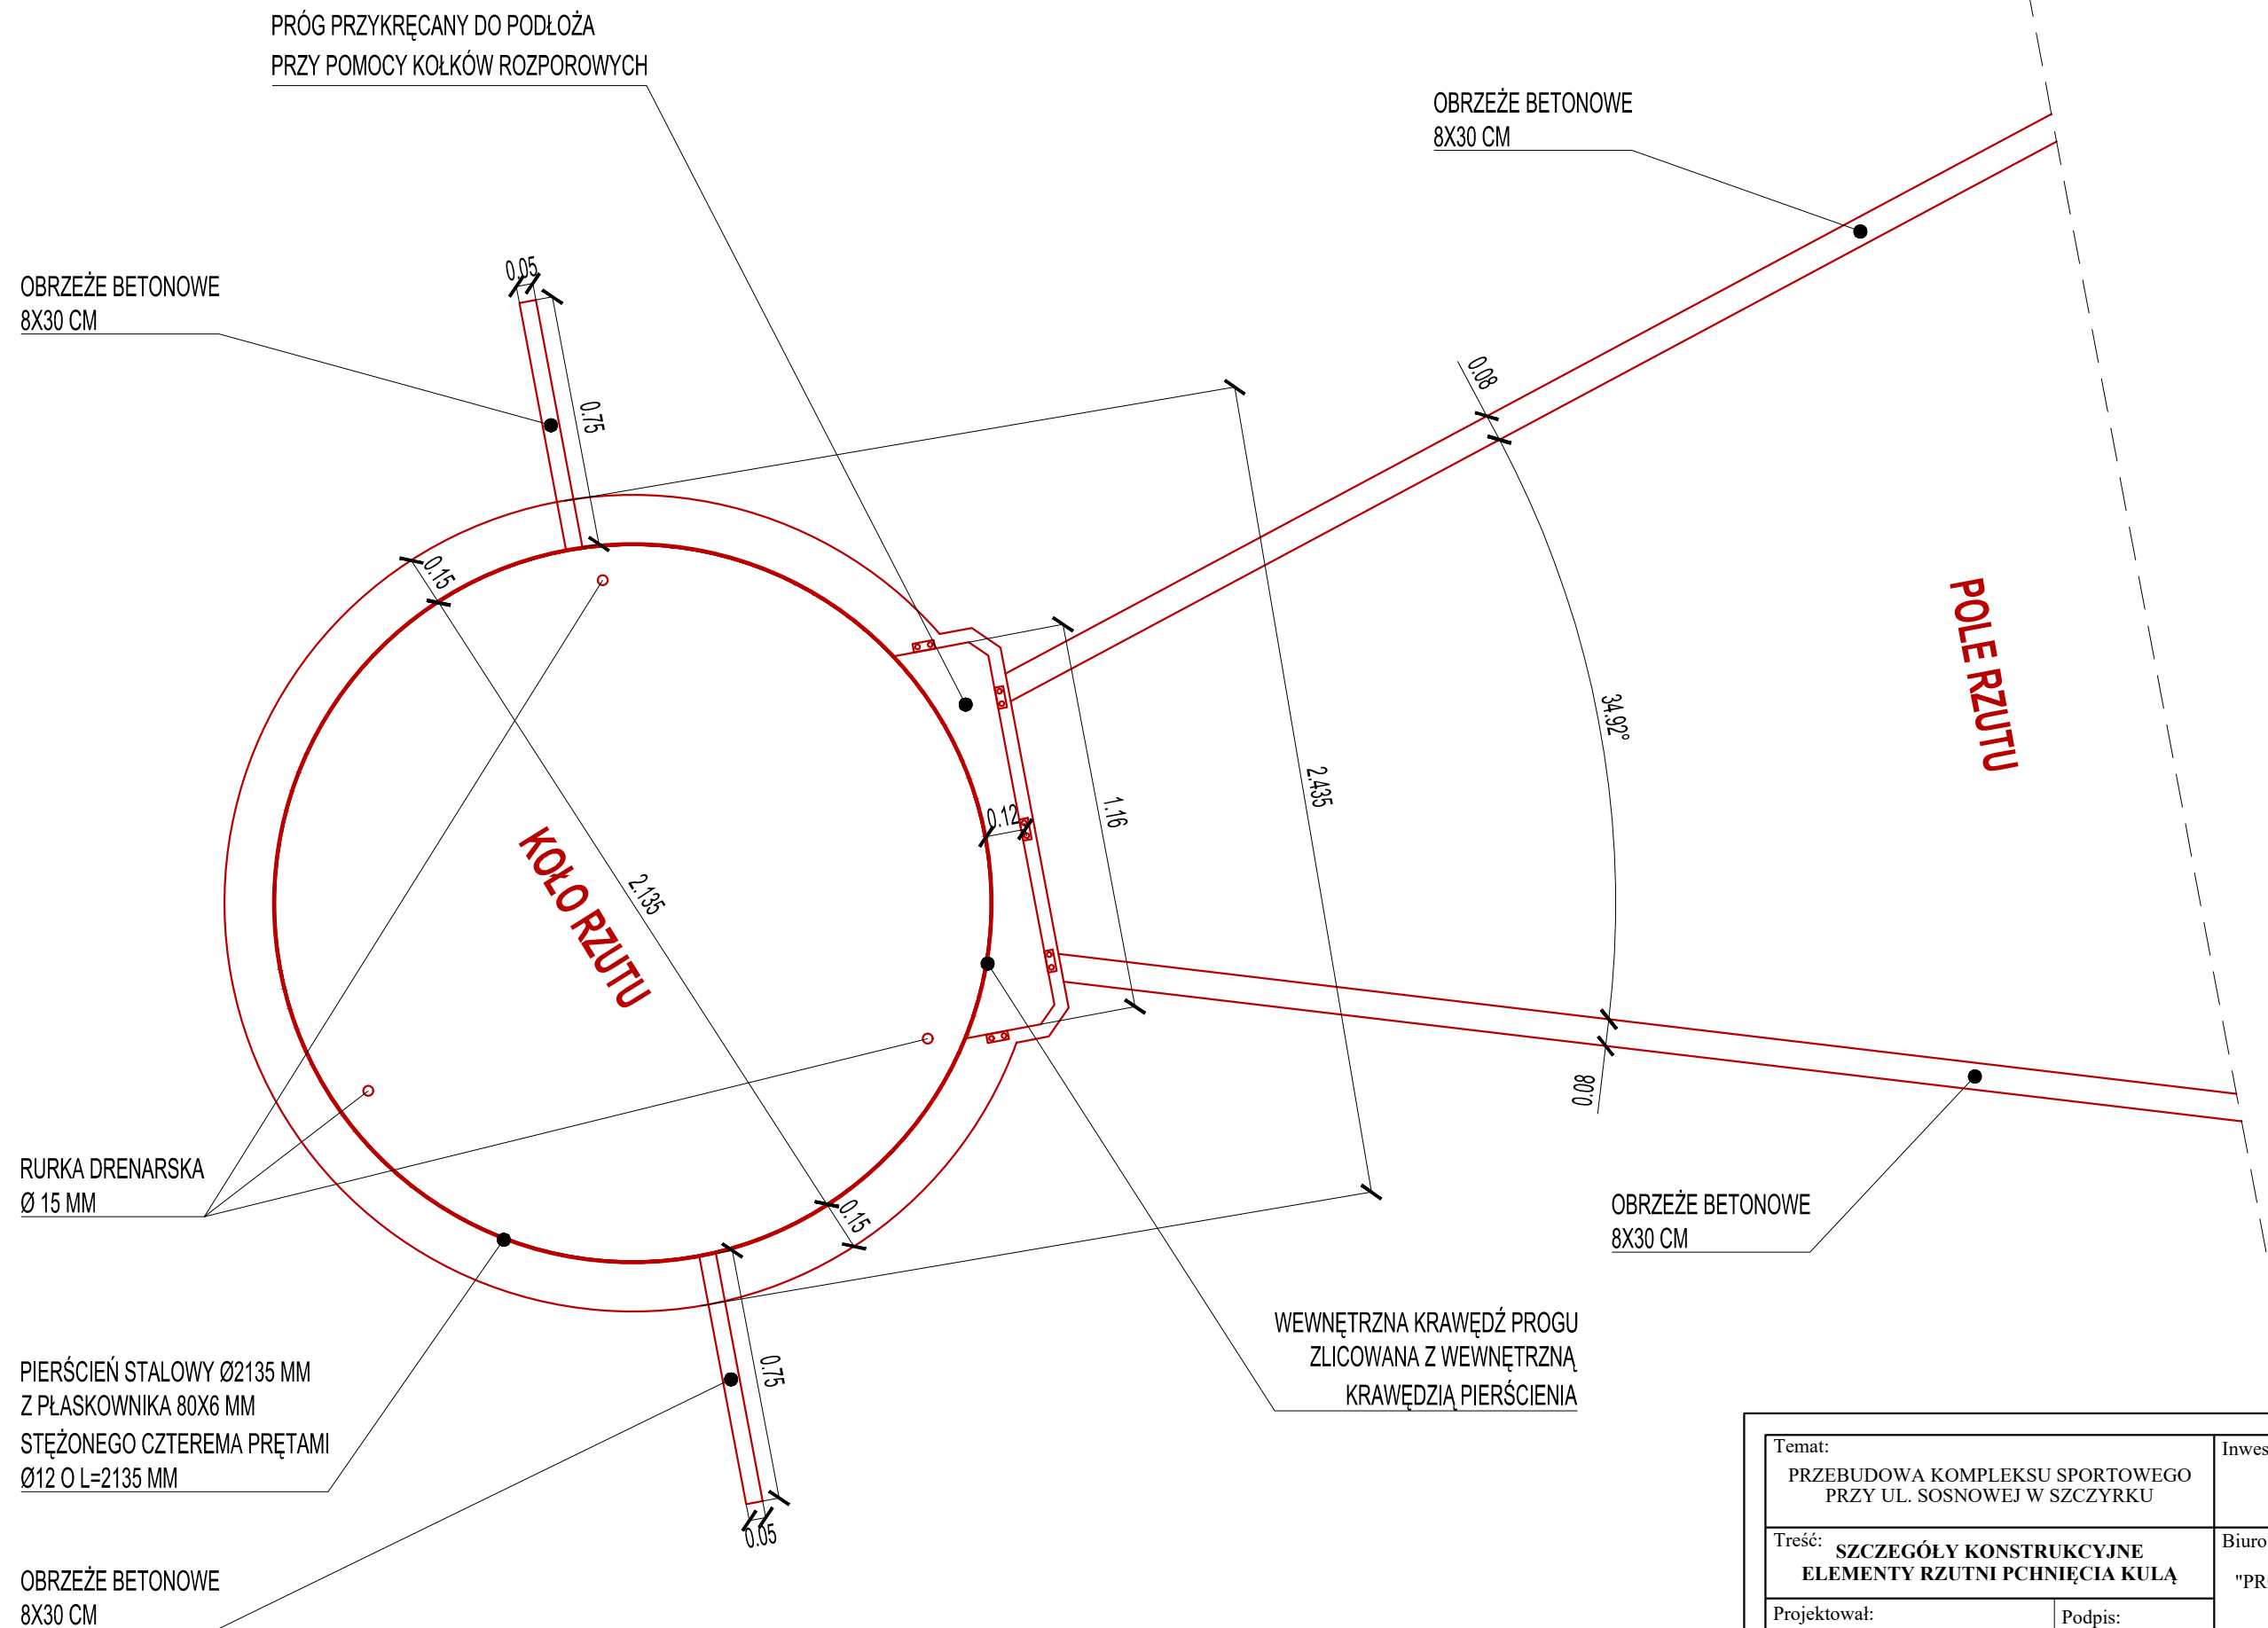 PRÓG PRZYKRĘCANY DO PODŁOŻA
PRZY POMOCY KOŁKÓW ROZPOROWYCH
OBRZEŻE BETONOWE
8X30 CM
OBRZEŻE BETONOWE
8X30 CM
0.05
0.75
0.08
0.15
34.92°
POLE RZUTU
2.435
1.16
0.12
KOŁO RZUTU
2.135
0.08
RURKA DRENARSKA
Ø 15 MM
0.15
OBRZEŻE BETONOWE
8X30 CM
WEWNĘTRZNA KRAWĘDŹ PROGU
ZLICOWANA Z WEWNĘTRZNĄ
KRAWĘDZIĄ PIERŚCIENIA
PIERŚCIEŃ STALOWY Ø2135 MM
Z PŁASKOWNIKA 80X6 MM
STĘŻONEGO CZTEREMA PRĘTAMI
Ø12 O L=2135 MM
0.75
0.05
OBRZEŻE BETONOWE
8X30 CM
Temat:
PRZEBUDOWA KOMPLEKSU SPORTOWEGO
PRZY UL. SOSNOWEJ W SZCZYRKU
Inwes
Treść:
SZCZEGÓŁY KONSTRUKCYJNE
ELEMENTY RZUTNI PCHNIĘCIA KULĄ
Biuro
"PR
Projektował:
Podpis: